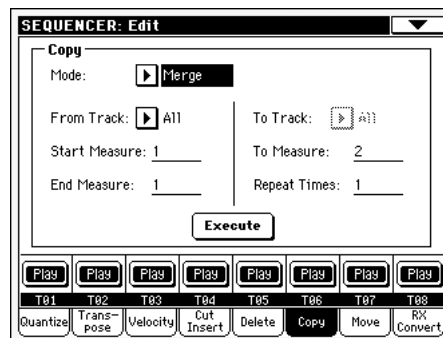 SEQUENCER: Edit
Copy
Mode: Merge
From Track: All To Track: All
Start Measure: 1 To Measure: 2
End Measure: 1 Repeat Times: 1
Execute
Play Play Play Play Play Play Play Play
T01 T02 T03 T04 T05 T06 T07 T08
Quantize Trans- Velocity Cut Delete Copy Move RX
pose Insert Convert